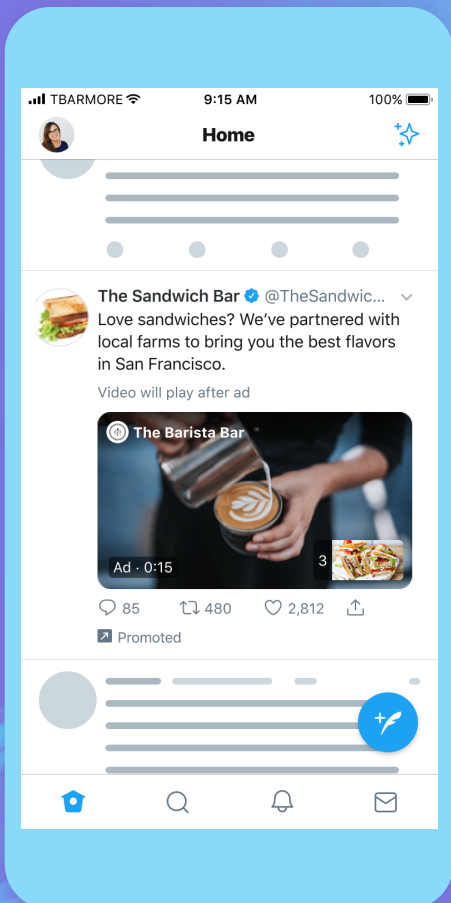 TBARMORE 9:15 AM 100%
Home
The Sandwich Bar @TheSandwic...
Love sandwiches? We’ve partnered with
local farms to bring you the best flavors
in San Francisco.
Video will play after ad
The Barista Bar
Ad · 0:15 3
85 480 2,812
Promoted